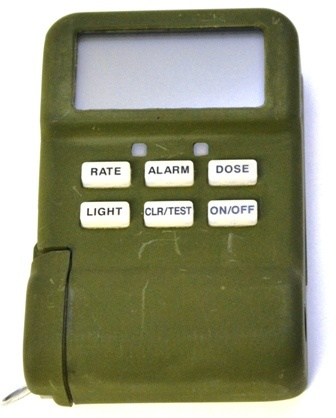 RATE ALARM DOSE
LIGHT CLR/TEST ON/OFF